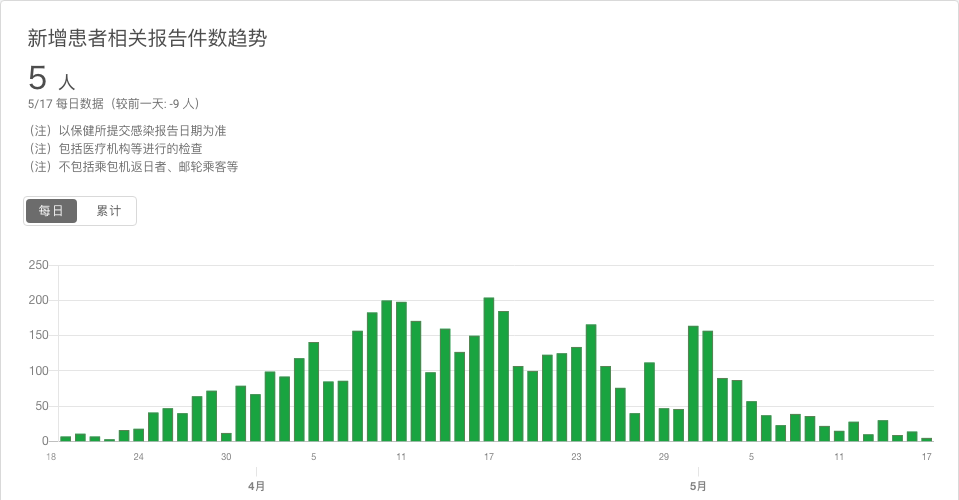 新增患者相关报告件数趋势
5 人
5/17 每日数据（较前一天: -9 人）
（注）以保健所提交感染报告日期为准
（注）包括医疗机构等进行的检查
（注）不包括乘包机返日者、邮轮乘客等
每日 累计
250
200
150
100
50
0
18 24 30 5 11 17 23 29 5 11 17
4月 5月